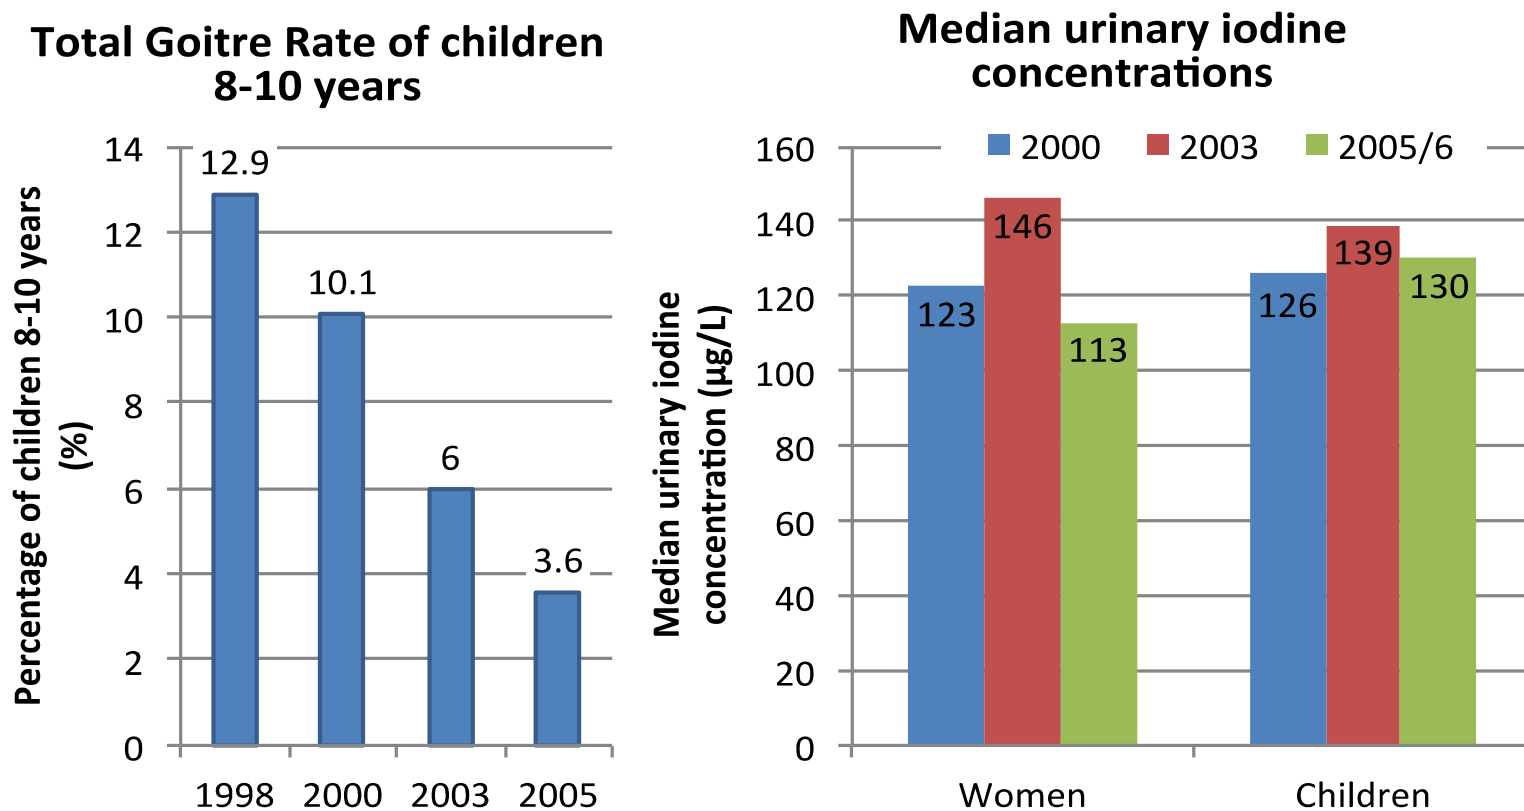 Total Goitre Rate of children
8-10 years
Percentage of children 8-10 years
(%)
14
12
10
8
6
4
2
0
12.9
10.1
6
3.6
1998 2000 2003 2005
Median urinary iodine
concentrations
2000 2003 2005/6
Median urinary iodine
concentration (µg/L)
160
140
120
100
80
60
40
20
0
123
146
113
126
139
130
Women Children